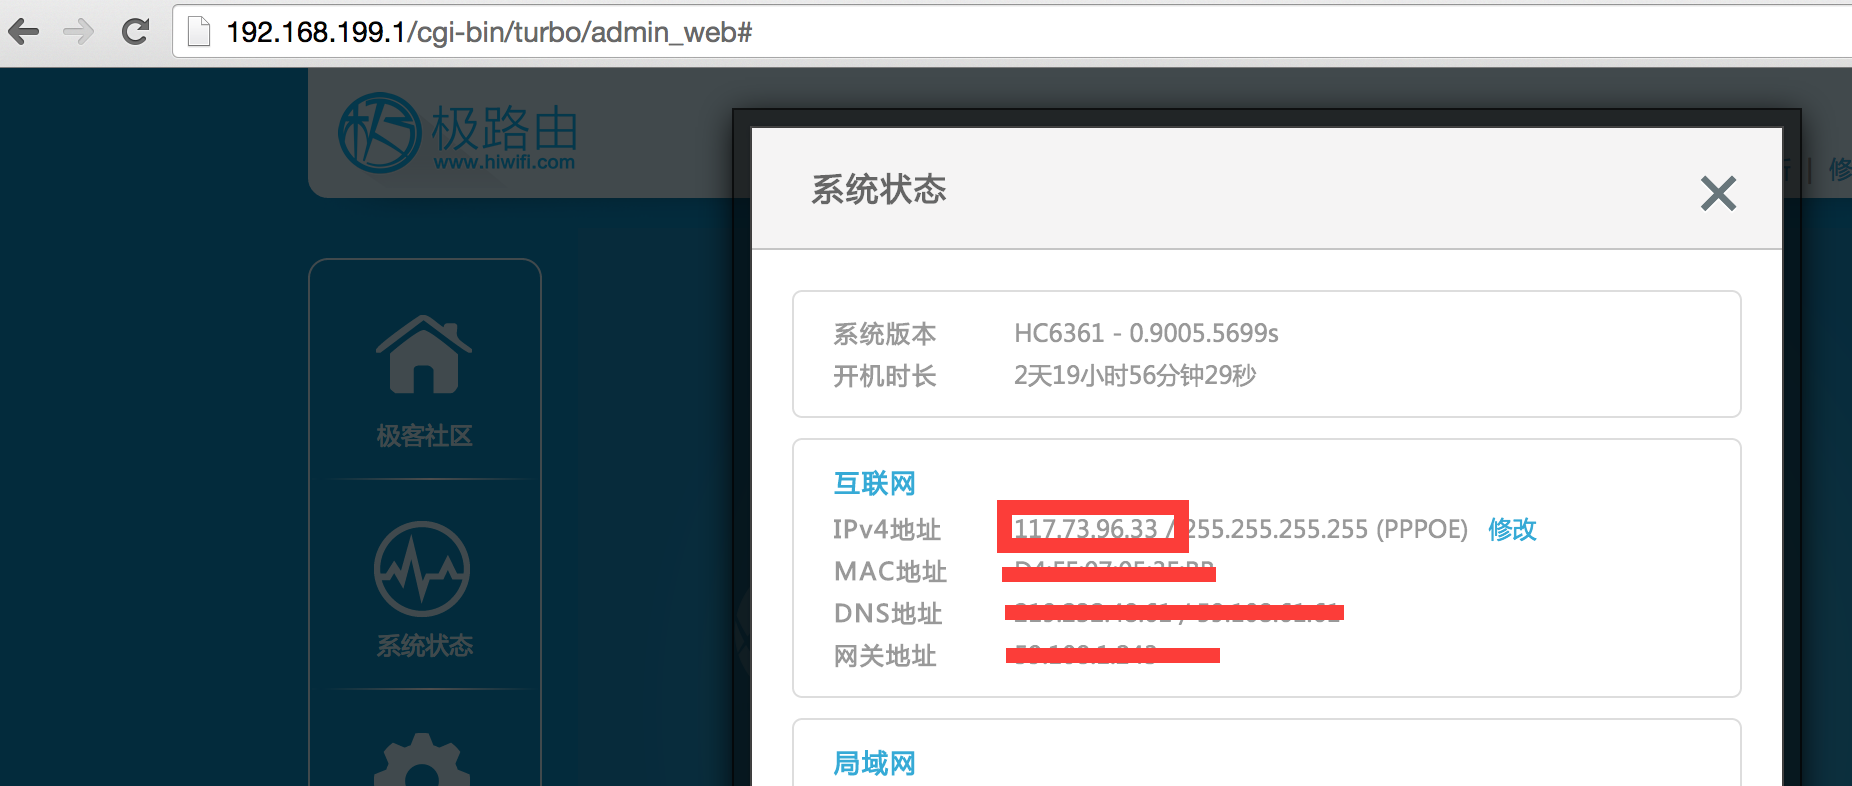 192.168.199.1/cgi-bin/turbo/admin_web#
极路由
www.hiwifi.com
修
系统状态
系统版本 HC6361 - 0.9005.5699s
开机时长 2天19小时56分钟29秒
极客社区
互联网
IPv4地址 117.73.96.33 / 255.255.255.255 (PPPOE) 修改
MAC地址
DNS地址
网关地址
系统状态
局域网